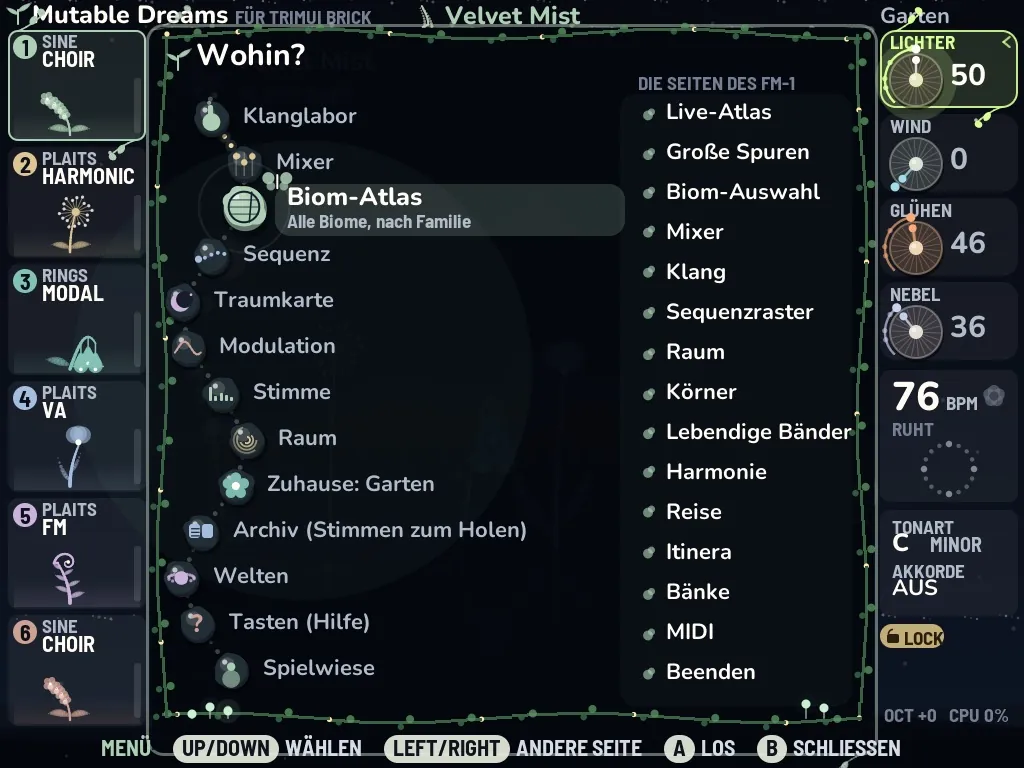 Mutable Dreams FÜR TRIMUI BRICK
Velvet Mist
Garten
1 SINE
CHOIR
2 PLAITS
HARMONIC
3 RINGS
MODAL
4 PLAITS
VA
5 PLAITS
FM
6 SINE
CHOIR
Wohin?
Klanglabor
Mixer
Biom-Atlas
Alle Biome, nach Familie
Sequenz
Traumkarte
Modulation
Stimme
Raum
Zuhause: Garten
Archiv (Stimmen zum Holen)
Welten
? Tasten (Hilfe)
Spielwiese
DIE SEITEN DES FM-1
Live-Atlas
Große Spuren
Biom-Auswahl
Mixer
Klang
Sequenzraster
Raum
Körner
Lebendige Bänder
Harmonie
Reise
Itinera
Bänke
MIDI
Beenden
LICHTER <
50
WIND
0
GLÜHEN
46
NEBEL
36
76 BPM
RUHT
TONART
C MINOR
AKKORDE
AUS
LOCK
OCT +0 CPU 0%
MENÜ UP/DOWN WÄHLEN LEFT/RIGHT ANDERE SEITE A LOS B SCHLIESSEN